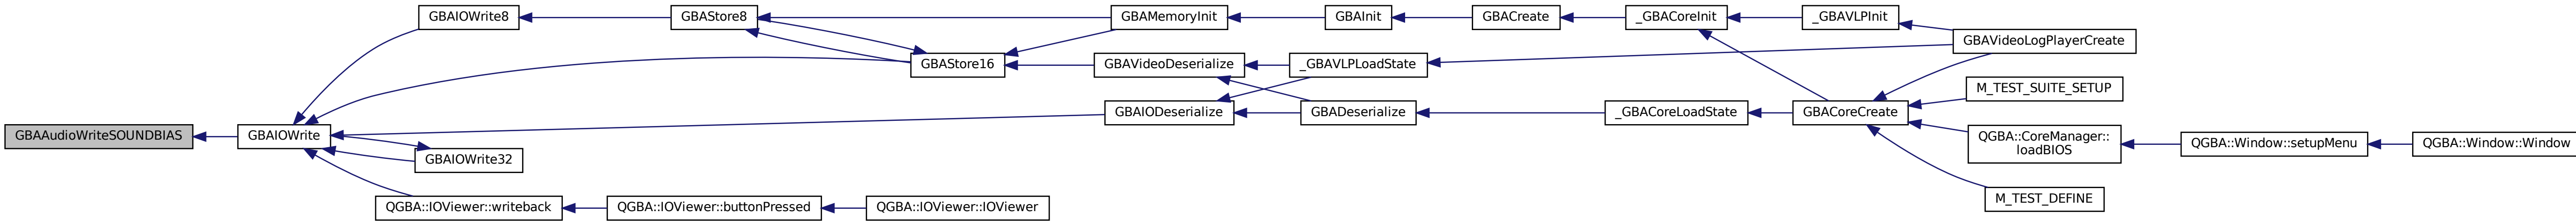 GBAIOWrite8
GBAStore8
GBAMemoryInit
GBAInit
GBACreate
_GBACoreInit
_GBAVLPInit
GBAVideoLogPlayerCreate
GBAStore16
GBAVideoDeserialize
_GBAVLPLoadState
M_TEST_SUITE_SETUP
GBAIODeserialize
GBADeserialize
_GBACoreLoadState
GBACoreCreate
GBAAudioWriteSOUNDBIAS
GBAIOWrite
QGBA::CoreManager::
loadBIOS
QGBA::Window::setupMenu
QGBA::Window::Window
GBAIOWrite32
M_TEST_DEFINE
QGBA::IOViewer::writeback
QGBA::IOViewer::buttonPressed
QGBA::IOViewer::IOViewer